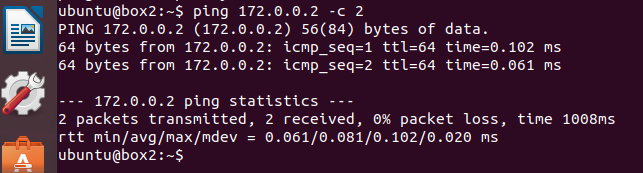 ubuntu@box2:~$ ping 172.0.0.2 -c 2
PING 172.0.0.2 (172.0.0.2) 56(84) bytes of data.
64 bytes from 172.0.0.2: icmp_seq=1 ttl=64 time=0.102 ms
64 bytes from 172.0.0.2: icmp_seq=2 ttl=64 time=0.061 ms

--- 172.0.0.2 ping statistics ---
2 packets transmitted, 2 received, 0% packet loss, time 1008ms
rtt min/avg/max/mdev = 0.061/0.081/0.102/0.020 ms
ubuntu@box2:~$